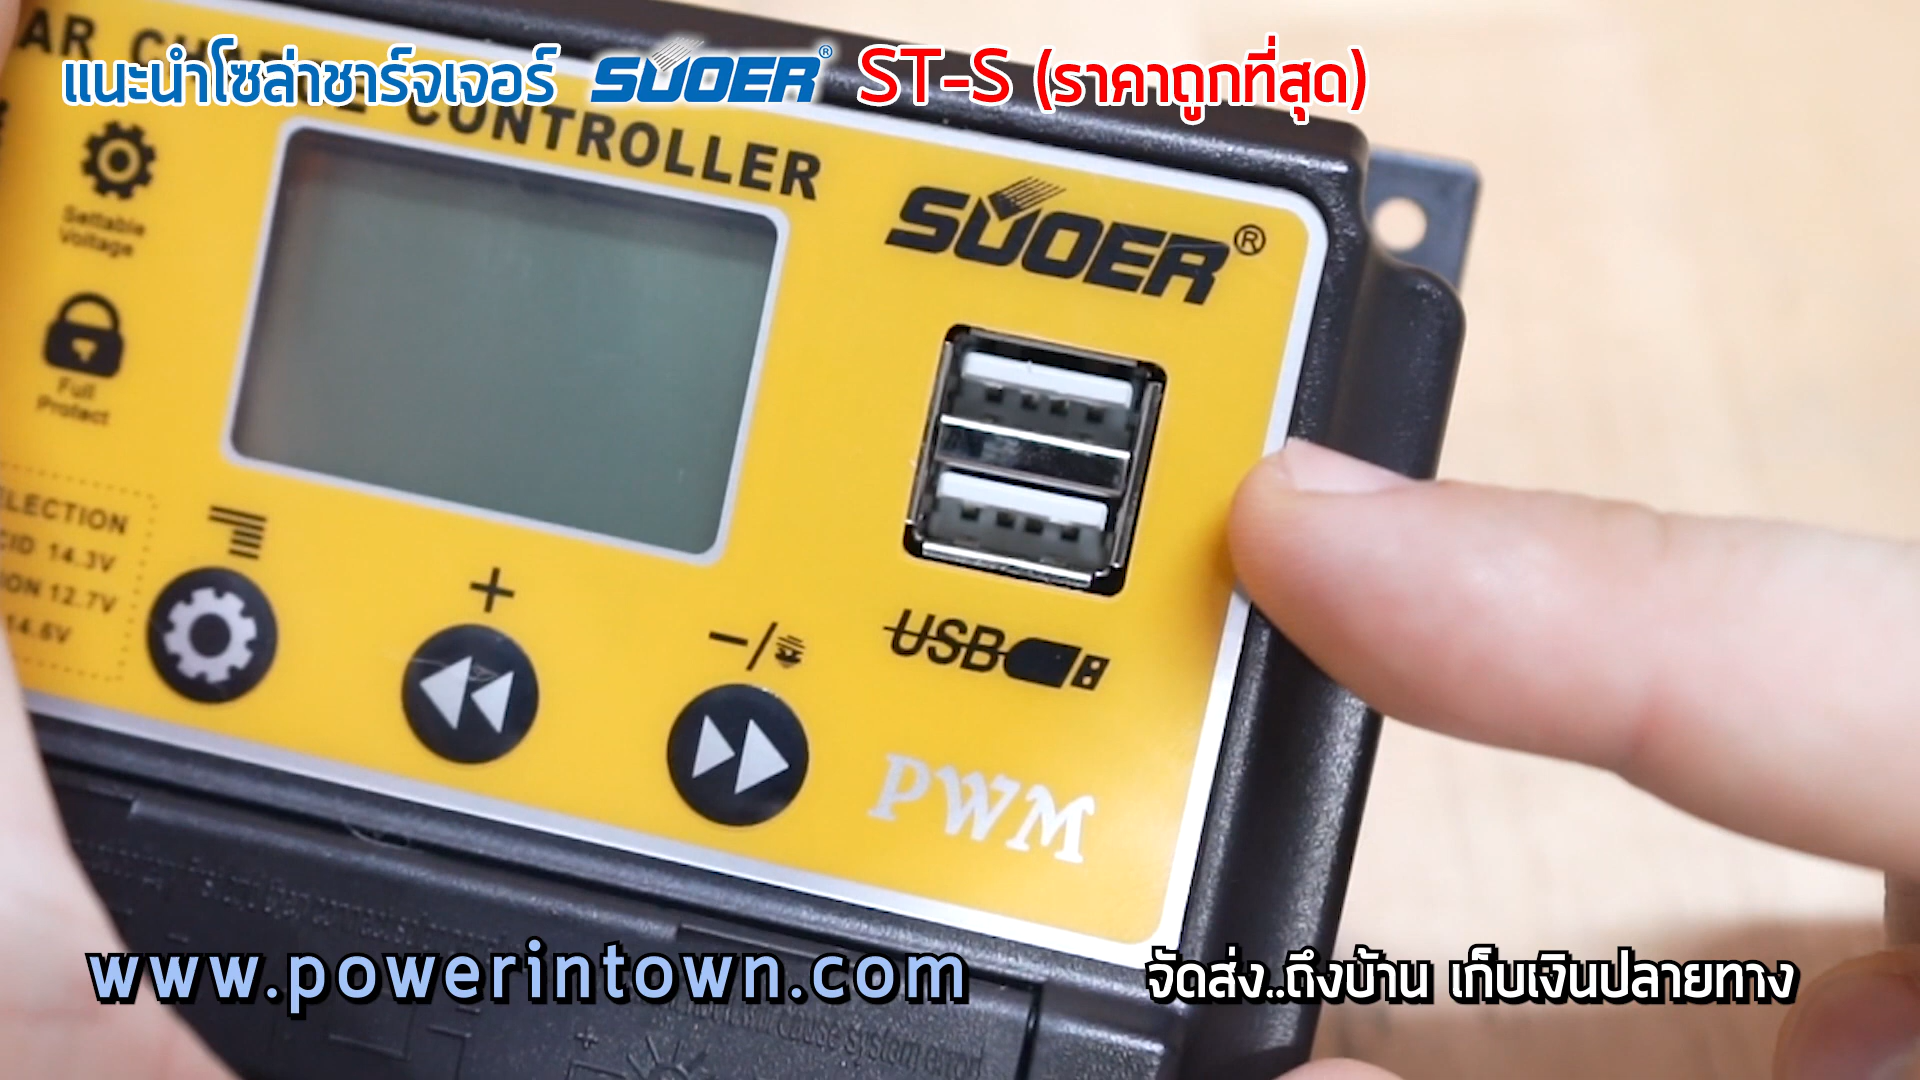 แนะนำโซล่าชาร์จเจอร์ SUOER® ST-S (ราคาถูกที่สุด)
CONTROLLER
SUOER®
Settable
Voltage
Full
Protect
14.3V
12.7V
14.6V
+
-/
USB
PWM
www.powerintown.com
จัดส่ง..ถึงบ้าน เก็บเงินปลายทาง